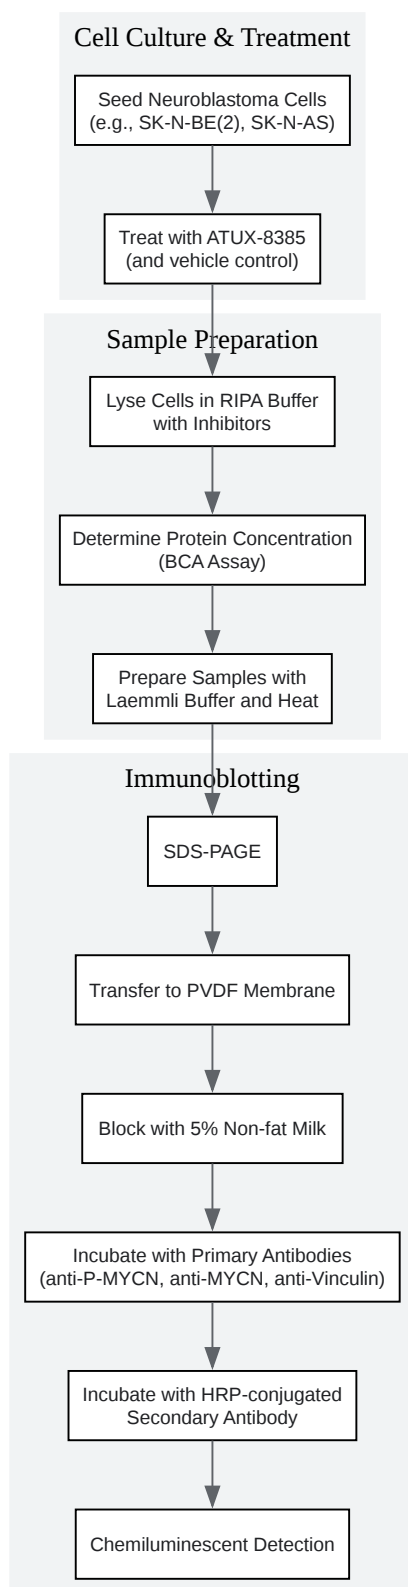 Cell Culture & Treatment
Seed Neuroblastoma Cells
(e.g., SK-N-BE(2), SK-N-AS)
Treat with ATUX-8385
(and vehicle control)
Sample Preparation
Lyse Cells in RIPA Buffer
with Inhibitors
Determine Protein Concentration
(BCA Assay)
Prepare Samples with
Laemmli Buffer and Heat
Immunoblotting
SDS-PAGE
Transfer to PVDF Membrane
Block with 5% Non-fat Milk
Incubate with Primary Antibodies
(anti-P-MYCN, anti-MYCN, anti-Vinculin)
Incubate with HRP-conjugated
Secondary Antibody
Chemiluminescent Detection